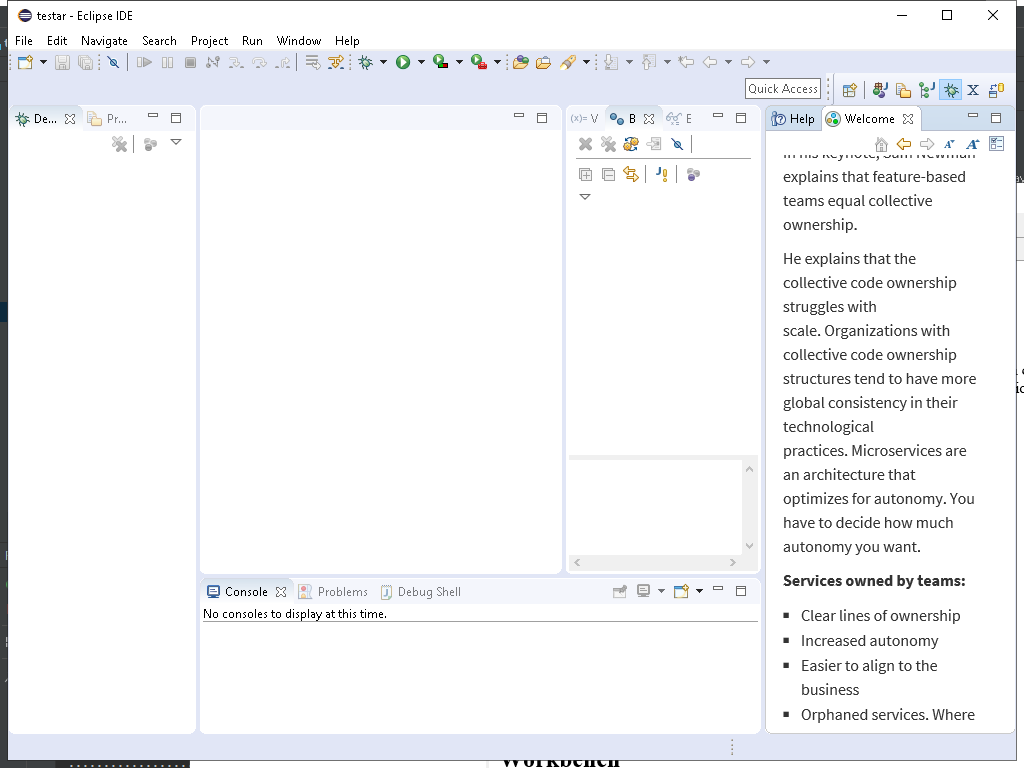 testar - Eclipse IDE
File Edit Navigate Search Project Run Window Help
Quick Access
De... Pr...
(x)= V B E
Help Welcome
In his keynote, Sam Newman
explains that feature-based
teams equal collective
ownership.
He explains that the
collective code ownership
struggles with
scale. Organizations with
collective code ownership
structures tend to have more
global consistency in their
technological
practices. Microservices are
an architecture that
optimizes for autonomy. You
have to decide how much
autonomy you want.
Services owned by teams:
Clear lines of ownership
Increased autonomy
Easier to align to the
business
Orphaned services. Where
Console Problems Debug Shell
No consoles to display at this time.
Workbench